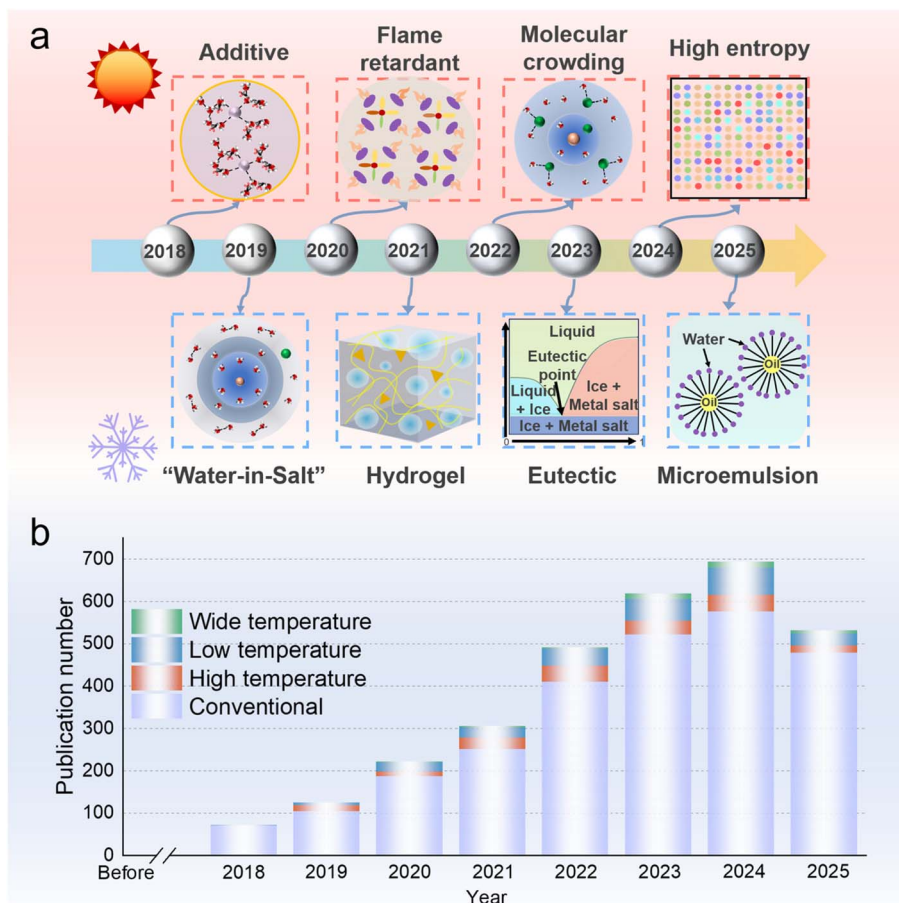 a
Additive
Flame
retardant
Molecular
crowding
High entropy
2018
2019
2020
2021
2022
2023
2024
2025
Liquid
Eutectic
point
Liquid
+ Ice
Ice +
Metal salt
Ice + Metal salt
0
1
Water
Oil
Oil
“Water-in-Salt”
Hydrogel
Eutectic
Microemulsion
b
Publication number
700
600
500
400
300
200
100
0
Wide temperature
Low temperature
High temperature
Conventional
Before
2018
2019
2020
2021
2022
2023
2024
2025
Year